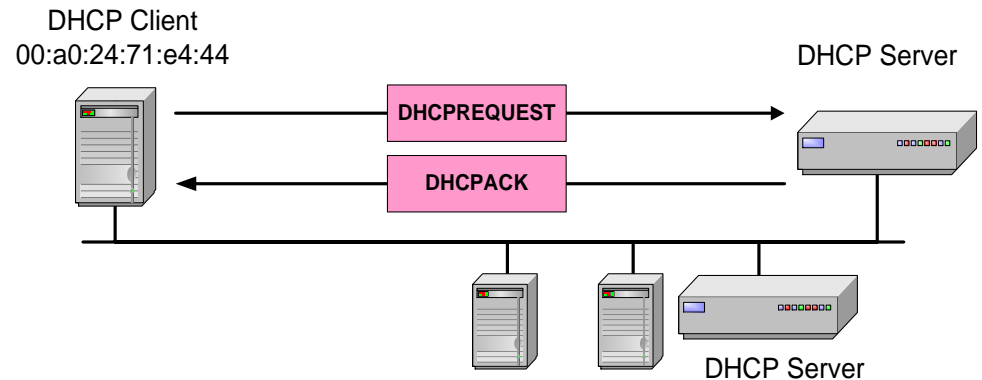 DHCP Client
00:a0:24:71:e4:44
DHCP Server
DHCPREQUEST
DHCPACK
DHCP Server